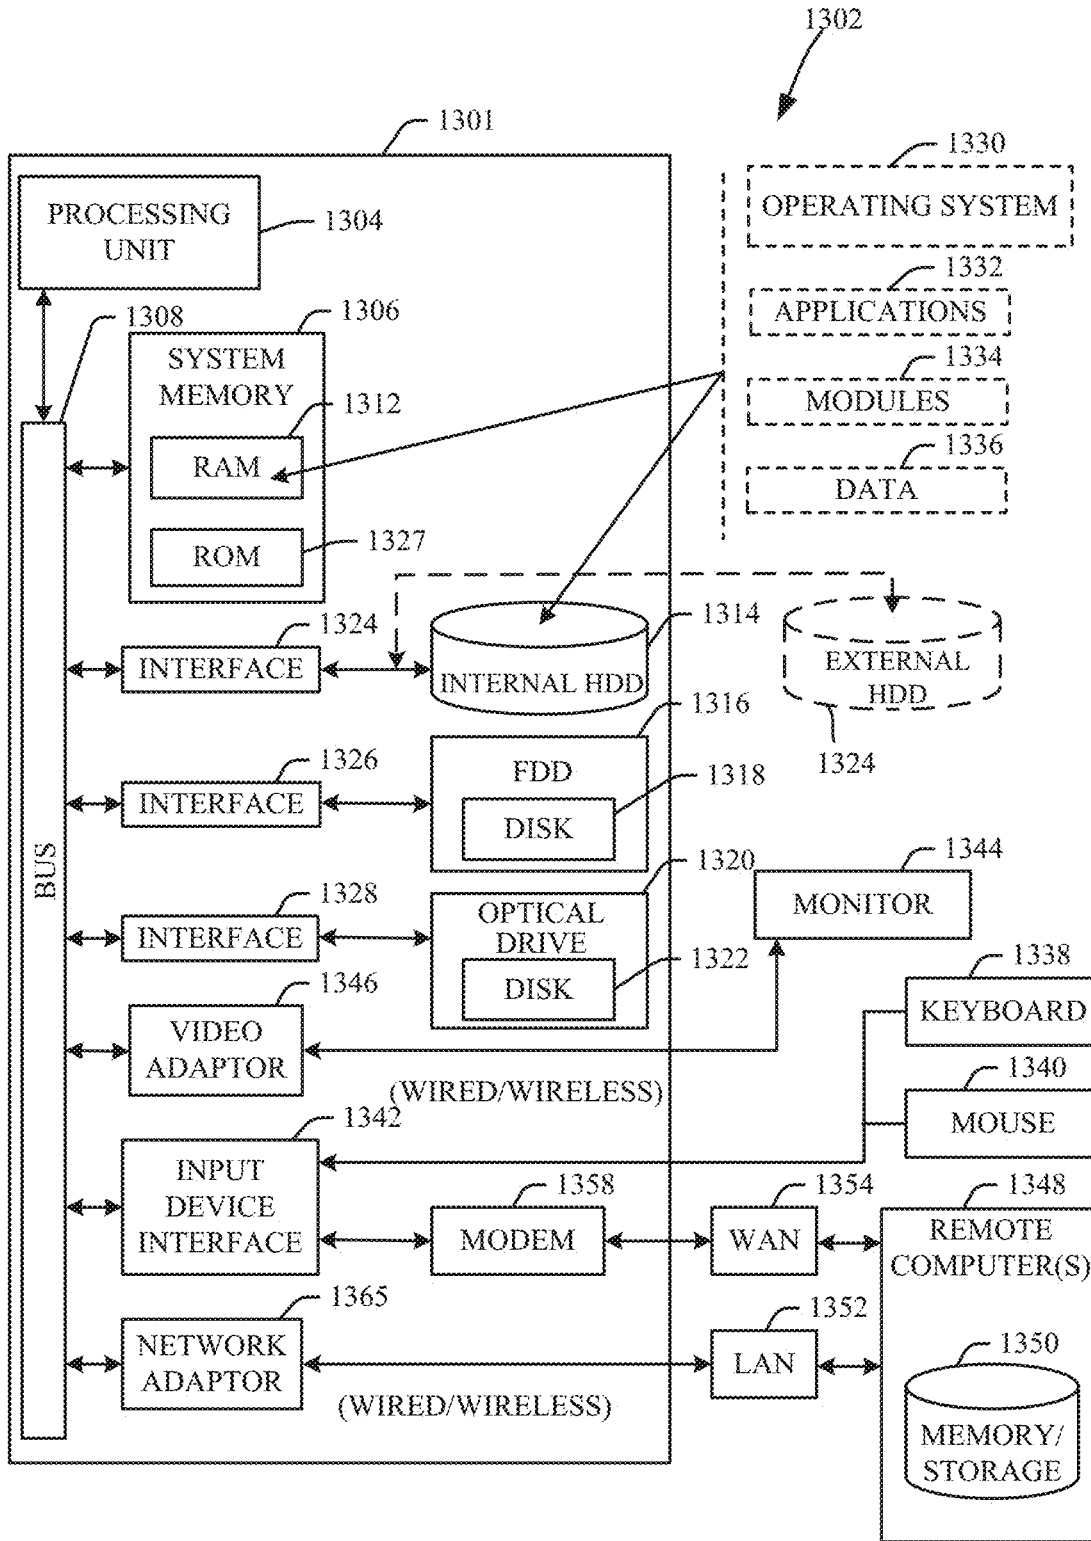 1302
1301
1330
OPERATING SYSTEM
PROCESSING
UNIT
1304
1332
APPLICATIONS
1308
1306
SYSTEM
MEMORY
1334
MODULES
1312
RAM
1336
DATA
ROM
1327
1324
INTERFACE
1314
INTERNAL HDD
EXTERNAL
HDD
1324
1316
FDD
1326
INTERFACE
1318
DISK
BUS
1320
OPTICAL
DRIVE
1328
INTERFACE
1344
MONITOR
1322
DISK
1338
KEYBOARD
1346
VIDEO
ADAPTOR
(WIRED/WIRELESS)
1340
MOUSE
1342
INPUT
DEVICE
INTERFACE
1358
MODEM
1354
WAN
1348
REMOTE
COMPUTER(S)
1365
NETWORK
ADAPTOR
(WIRED/WIRELESS)
1352
LAN
1350
MEMORY/
STORAGE